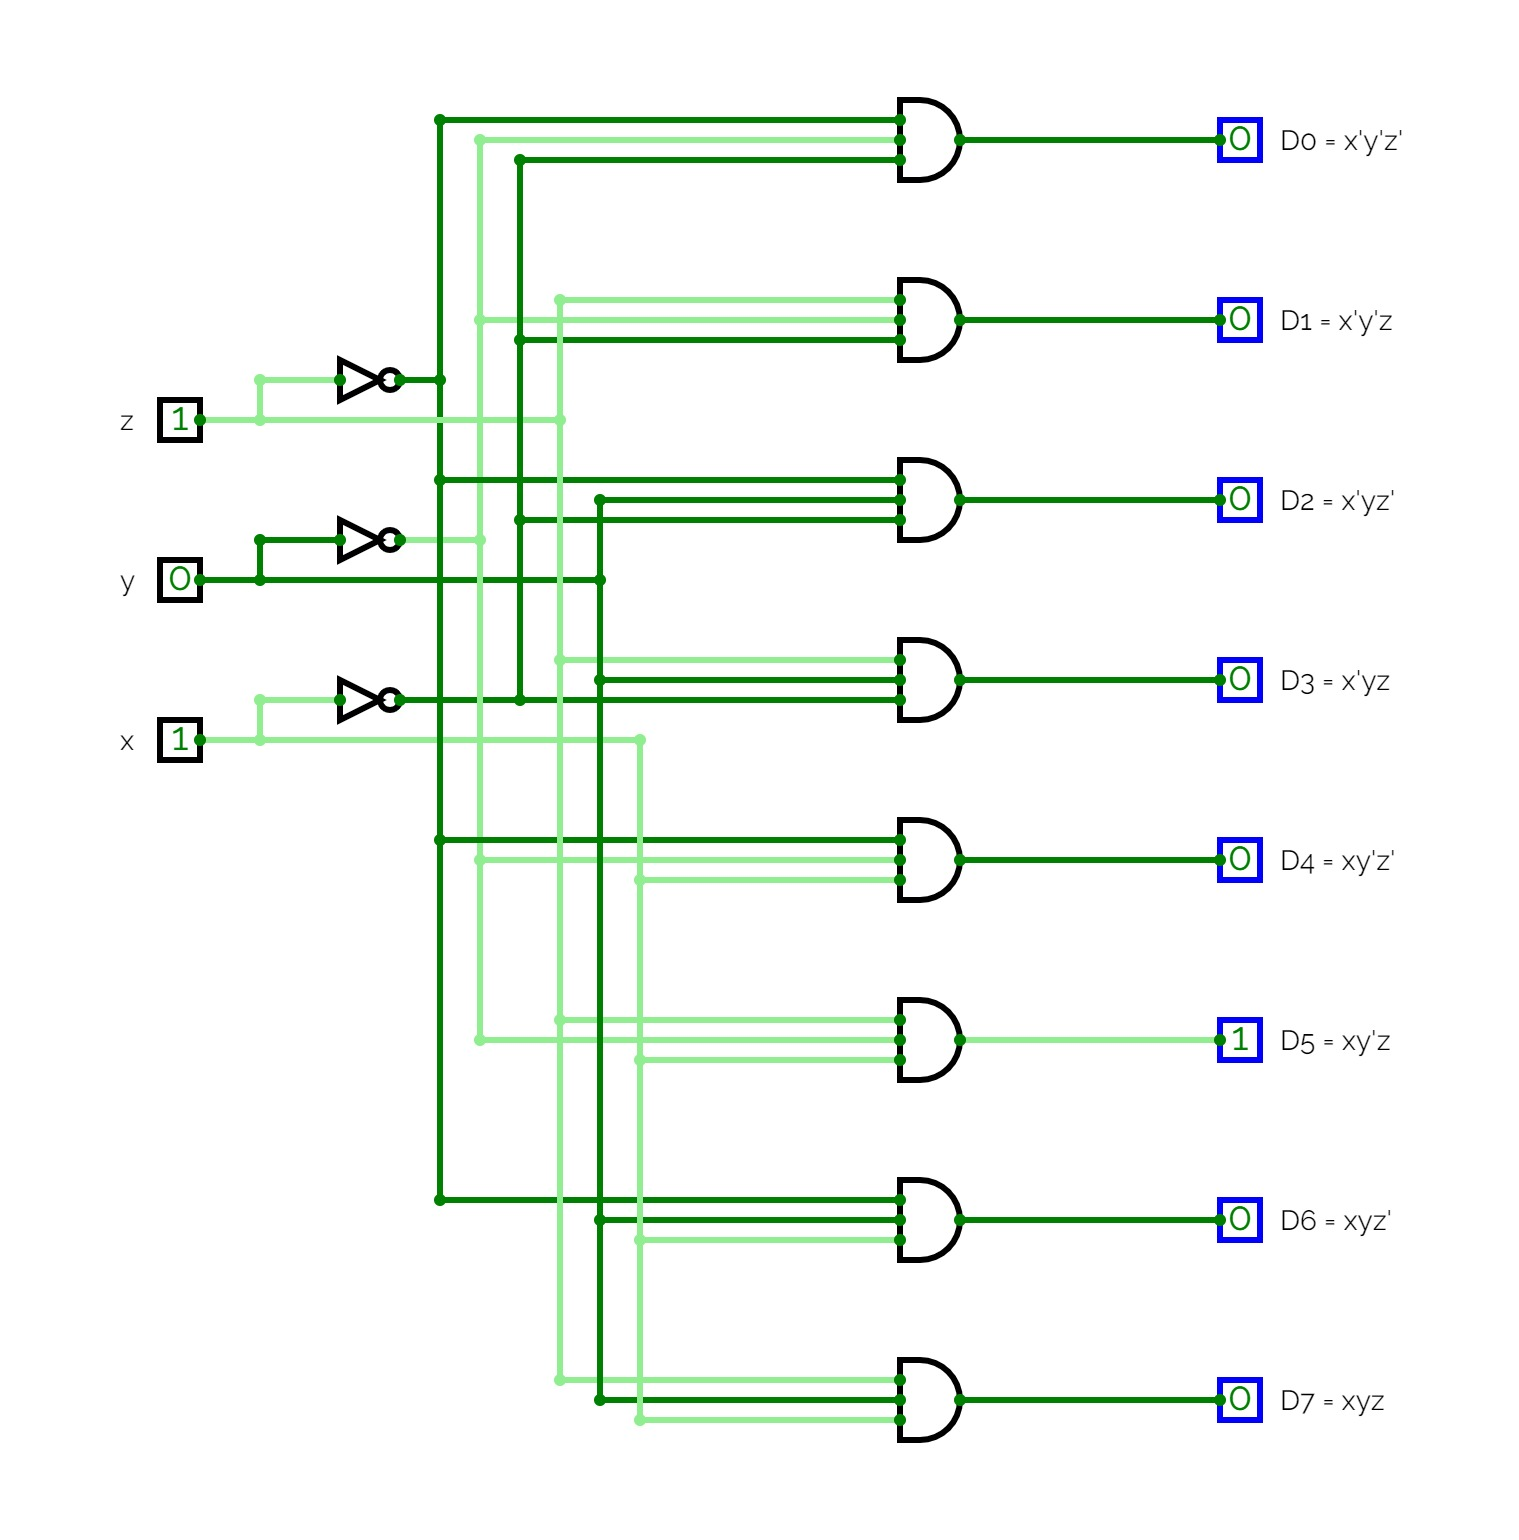 0 D0 = x'y'z'
0 D1 = x'y'z
z 1
0 D2 = x'yz'
y 0
0 D3 = x'yz
x 1
0 D4 = xy'z'
1 D5 = xy'z
0 D6 = xyz'
0 D7 = xyz